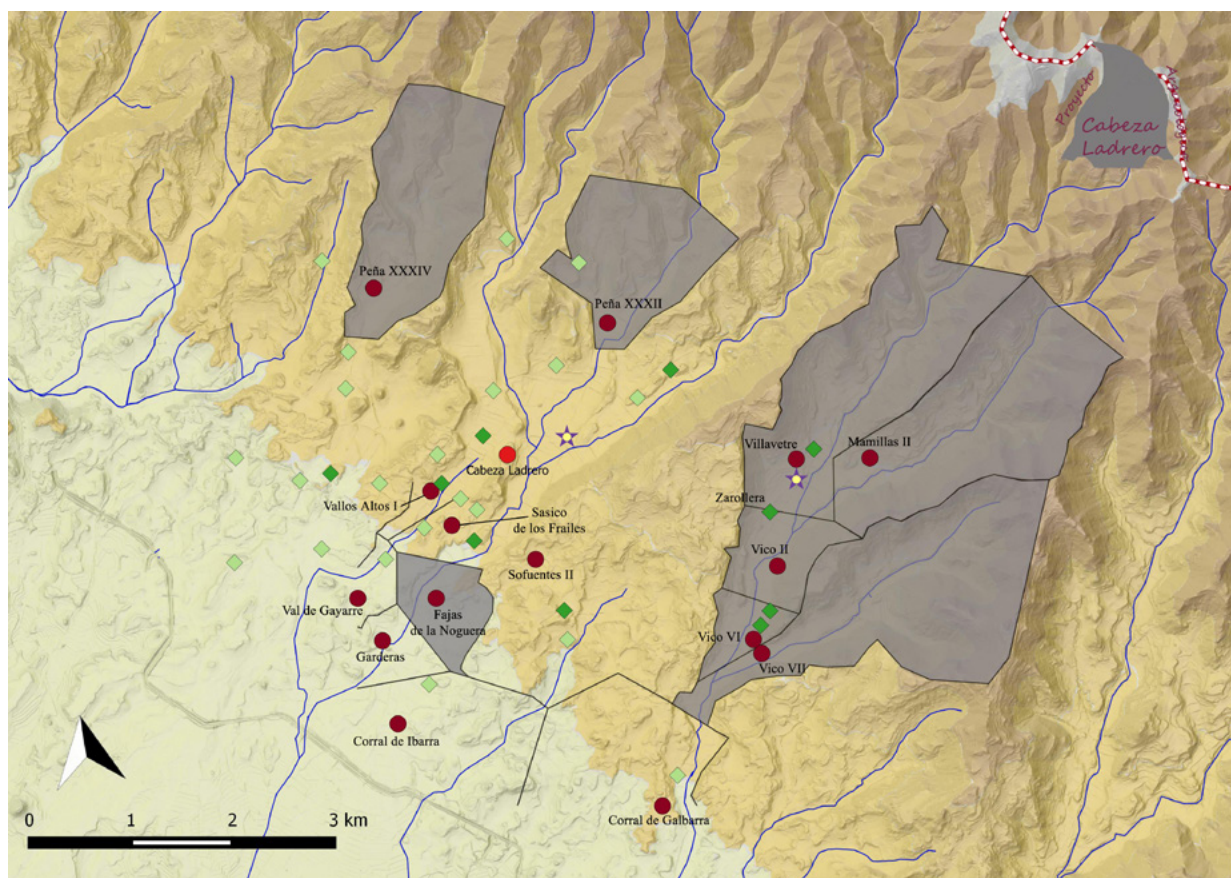 Proyecto
Cabeza
Ladrero
Peña XXXIV
Peña XXXII
Villavetre
Mamillas II
Cabeza Ladrero
Vallos Altos I
Zarollera
Sasico
de los Frailes
Vico II
Sofuentes II
Val de Gayarre
Fajas
de la Noguera
Vico VI
Garderas
Vico VII
Corral de Ibarra
Corral de Galbarra
0 1 2 3 km